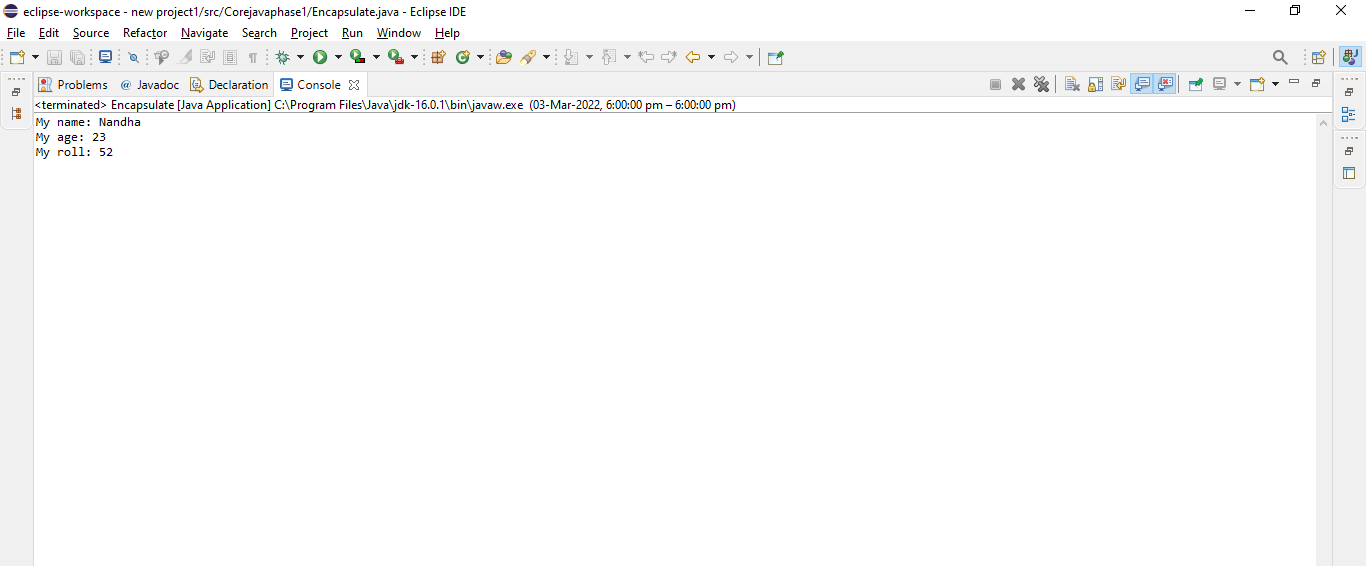 eclipse-workspace - new project1/src/Corejavaphase1/Encapsulate.java - Eclipse IDE
File Edit Source Refactor Navigate Search Project Run Window Help
Problems @ Javadoc Declaration Console
<terminated> Encapsulate [Java Application] C:\Program Files\Java\jdk-16.0.1\bin\javaw.exe (03-Mar-2022, 6:00:00 pm – 6:00:00 pm)
My name: Nandha
My age: 23
My roll: 52